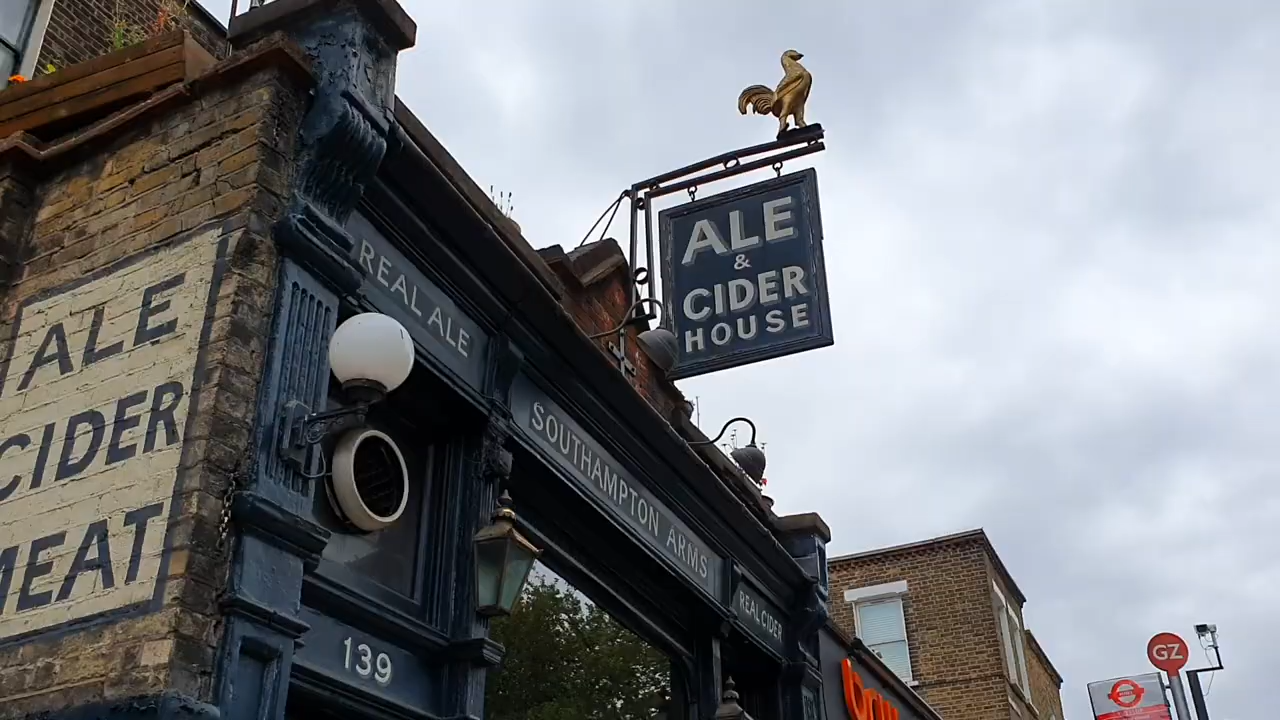 ALE
&
CIDER
HOUSE
REAL ALE
SOUTHAMPTON ARMS
REAL CIDER
ALE
CIDER
MEAT
139
GZ